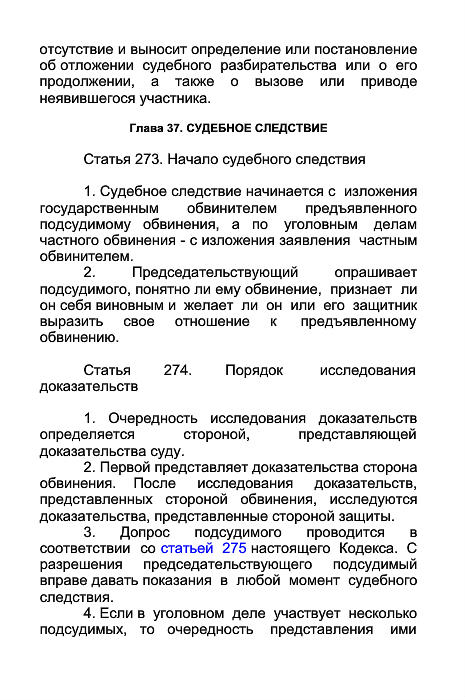 отсутствие и выносит определение или постановление
об отложении судебного разбирательства или о его
продолжении, а также о вызове или приводе
неявившегося участника.
Глава 37. СУДЕБНОЕ СЛЕДСТВИЕ
Статья 273. Начало судебного следствия
1. Судебное следствие начинается с изложения
государственным обвинителем предъявленного
подсудимому обвинения, а по уголовным делам
частного обвинения - с изложения заявления частным
обвинителем.
2. Председательствующий опрашивает
подсудимого, понятно ли ему обвинение, признает ли
он себя виновным и желает ли он или его защитник
выразить свое отношение к предъявленному
обвинению.
Статья 274. Порядок исследования
доказательств
1. Очередность исследования доказательств
определяется стороной, представляющей
доказательства суду.
2. Первой представляет доказательства сторона
обвинения. После исследования доказательств,
представленных стороной обвинения, исследуются
доказательства, представленные стороной защиты.
3. Допрос подсудимого проводится в
соответствии со статьей 275 настоящего Кодекса. С
разрешения председательствующего подсудимый
вправе давать показания в любой момент судебного
следствия.
4. Если в уголовном деле участвует несколько
подсудимых, то очередность представления ими